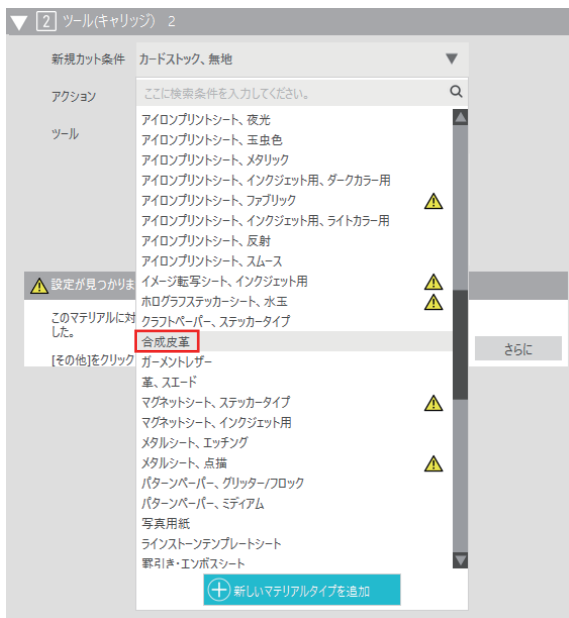 2 ツール(キャリッジ) 2
新規カット条件 カードストック、無地
アクション ここに検索条件を入力してください。
ツール
アイロンプリントシート、夜光
アイロンプリントシート、玉虫色
アイロンプリントシート、メタリック
アイロンプリントシート、インクジェット用、ダークカラー用
アイロンプリントシート、ファブリック
アイロンプリントシート、インクジェット用、ライトカラー用
アイロンプリントシート、反射
アイロンプリントシート、スムース
設定が見つかりま
イメージ転写シート、インクジェット用
ホログラフステッカーシート、水玉
このマテリアルに対
した。
クラフトペーパー、ステッカータイプ
合成皮革
さらに
[その他]をクリック
ガーメントレザー
革、スエード
マグネットシート、ステッカータイプ
マグネットシート、インクジェット用
メタルシート、エッチング
メタルシート、点描
パターンペーパー、グリッター/フロック
パターンペーパー、ミディアム
写真用紙
ラインストーンテンプレートシート
罫引き・エンボスシート
新しいマテリアルタイプを追加